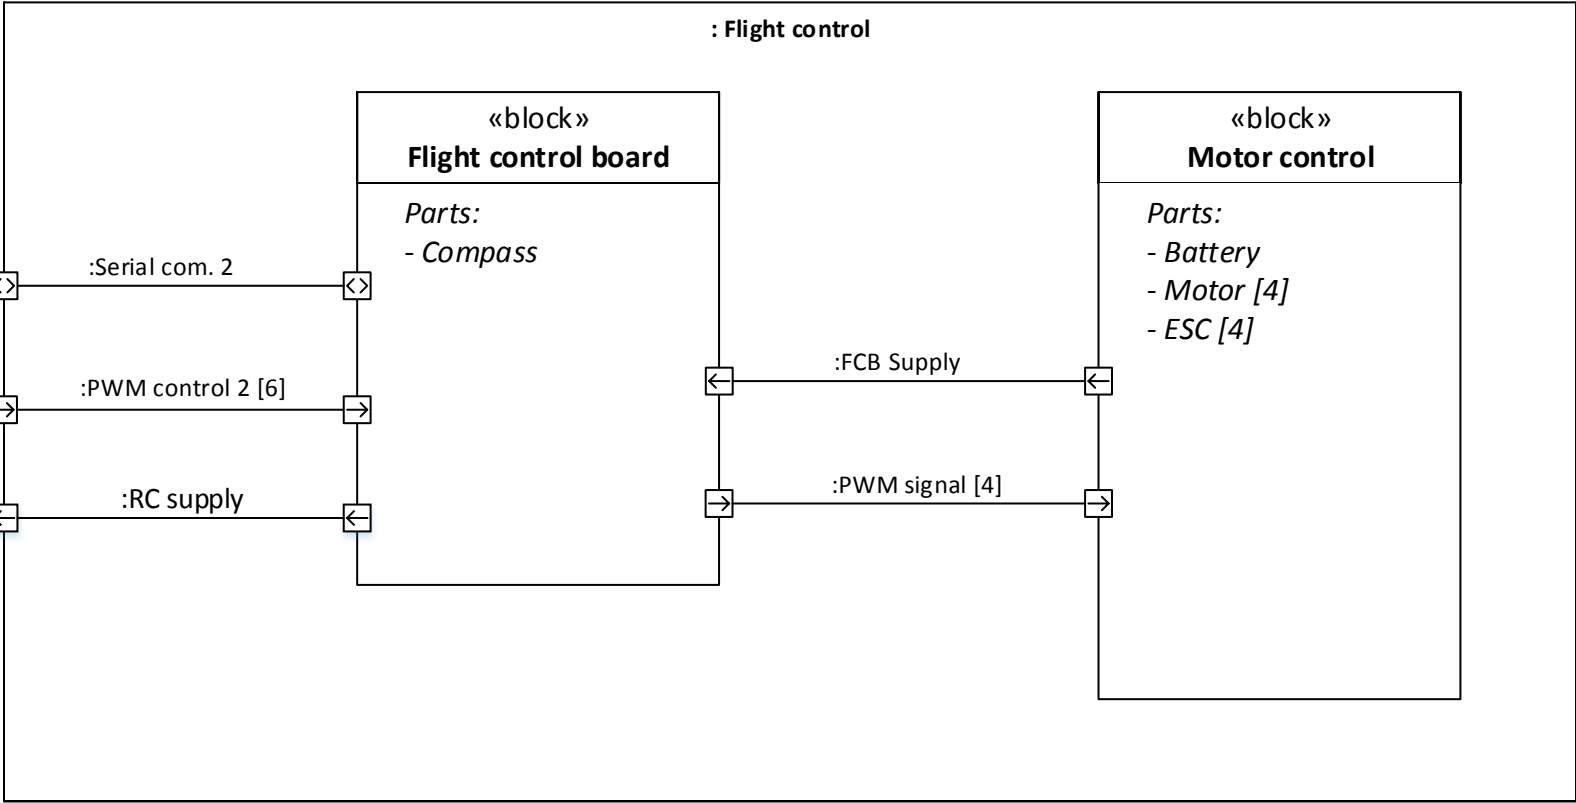 : Flight control
«block»
Flight control board
Parts:
- Compass
«block»
Motor control
Parts:
- Battery
- Motor [4]
- ESC [4]
:Serial com. 2
:PWM control 2 [6]
:RC supply
:FCB Supply
:PWM signal [4]